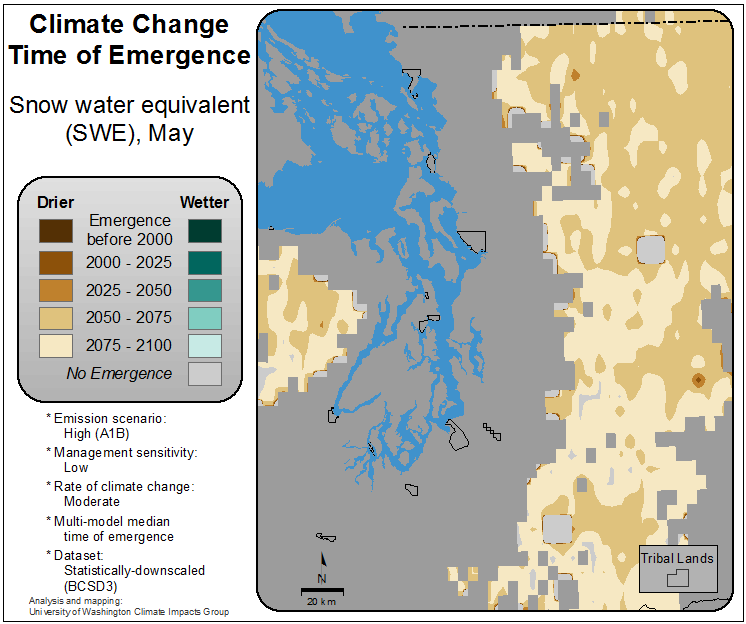 Climate Change
Time of Emergence
Snow water equivalent
(SWE), May
Drier Wetter
Emergence
before 2000
2000 - 2025
2025 - 2050
2050 - 2075
2075 - 2100
No Emergence
* Emission scenario:
High (A1B)
* Management sensitivity:
Low
* Rate of climate change:
Moderate
* Multi-model median
time of emergence
* Dataset:
Statistically-downscaled
(BCSD3)
Analysis and mapping:
University of Washington Climate Impacts Group
N
20 km
Tribal Lands